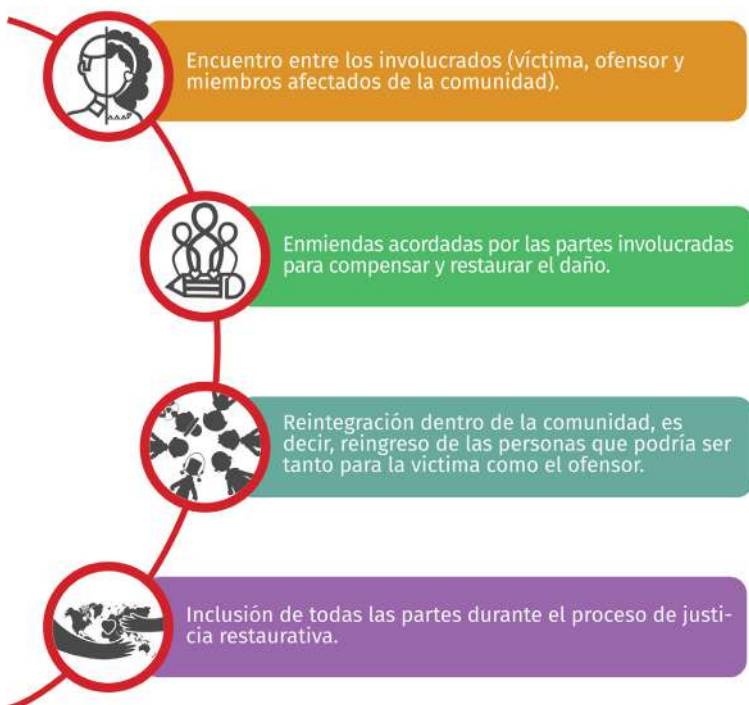 Encuentro entre los involucrados (víctima, ofensor y
miembros afectados de la comunidad).
Enmiendas acordadas por las partes involucradas
para compensar y restaurar el daño.
Reintegración dentro de la comunidad, es
decir, reingreso de las personas que podría ser
tanto para la victima como el ofensor.
Inclusión de todas las partes durante el proceso de justi-
cia restaurativa.